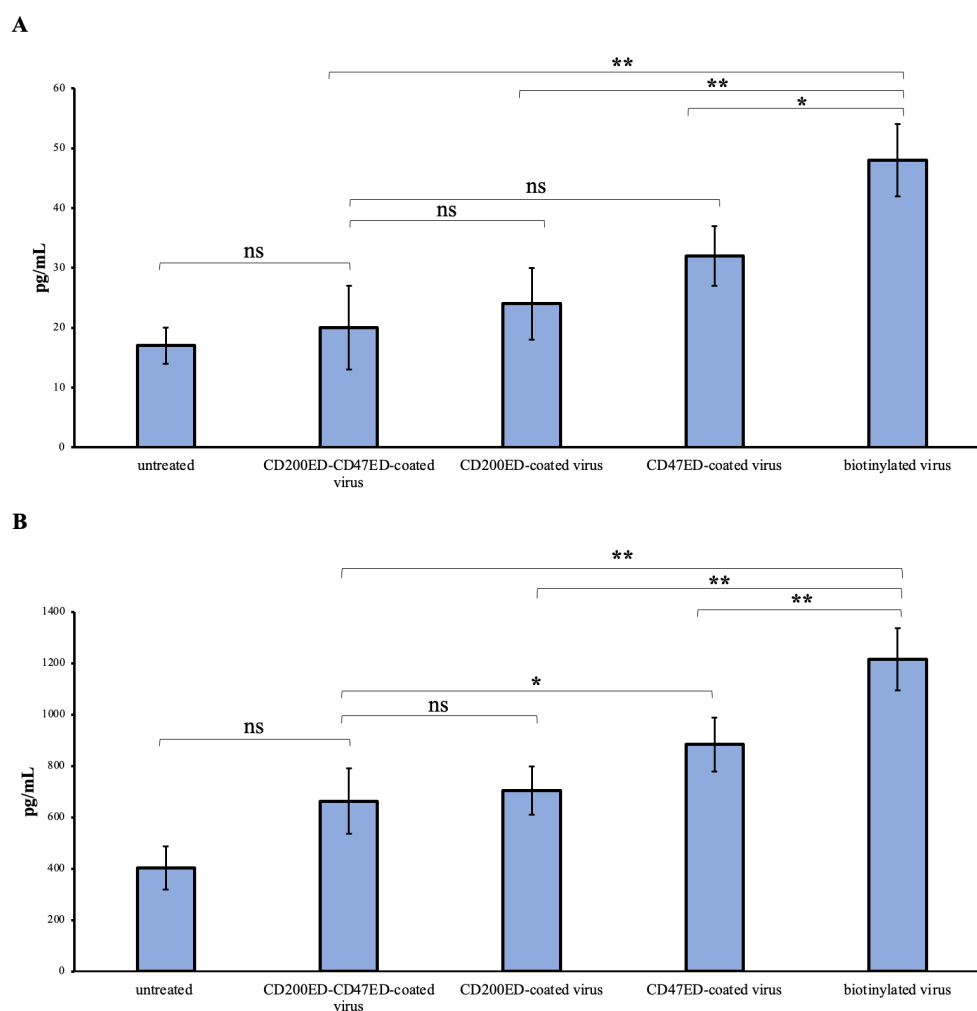 A
**
**
*
60
50
ns
40
ns
ns
pg/mL
30
20
10
0
untreated
CD200ED-CD47ED-coated
virus
CD200ED-coated virus
CD47ED-coated virus
biotinylated virus
B
**
**
**
1400
1200
*
ns
ns
1000
pg/mL
800
600
400
200
0
untreated
CD200ED-CD47ED-coated
virus
CD200ED-coated virus
CD47ED-coated virus
biotinylated virus